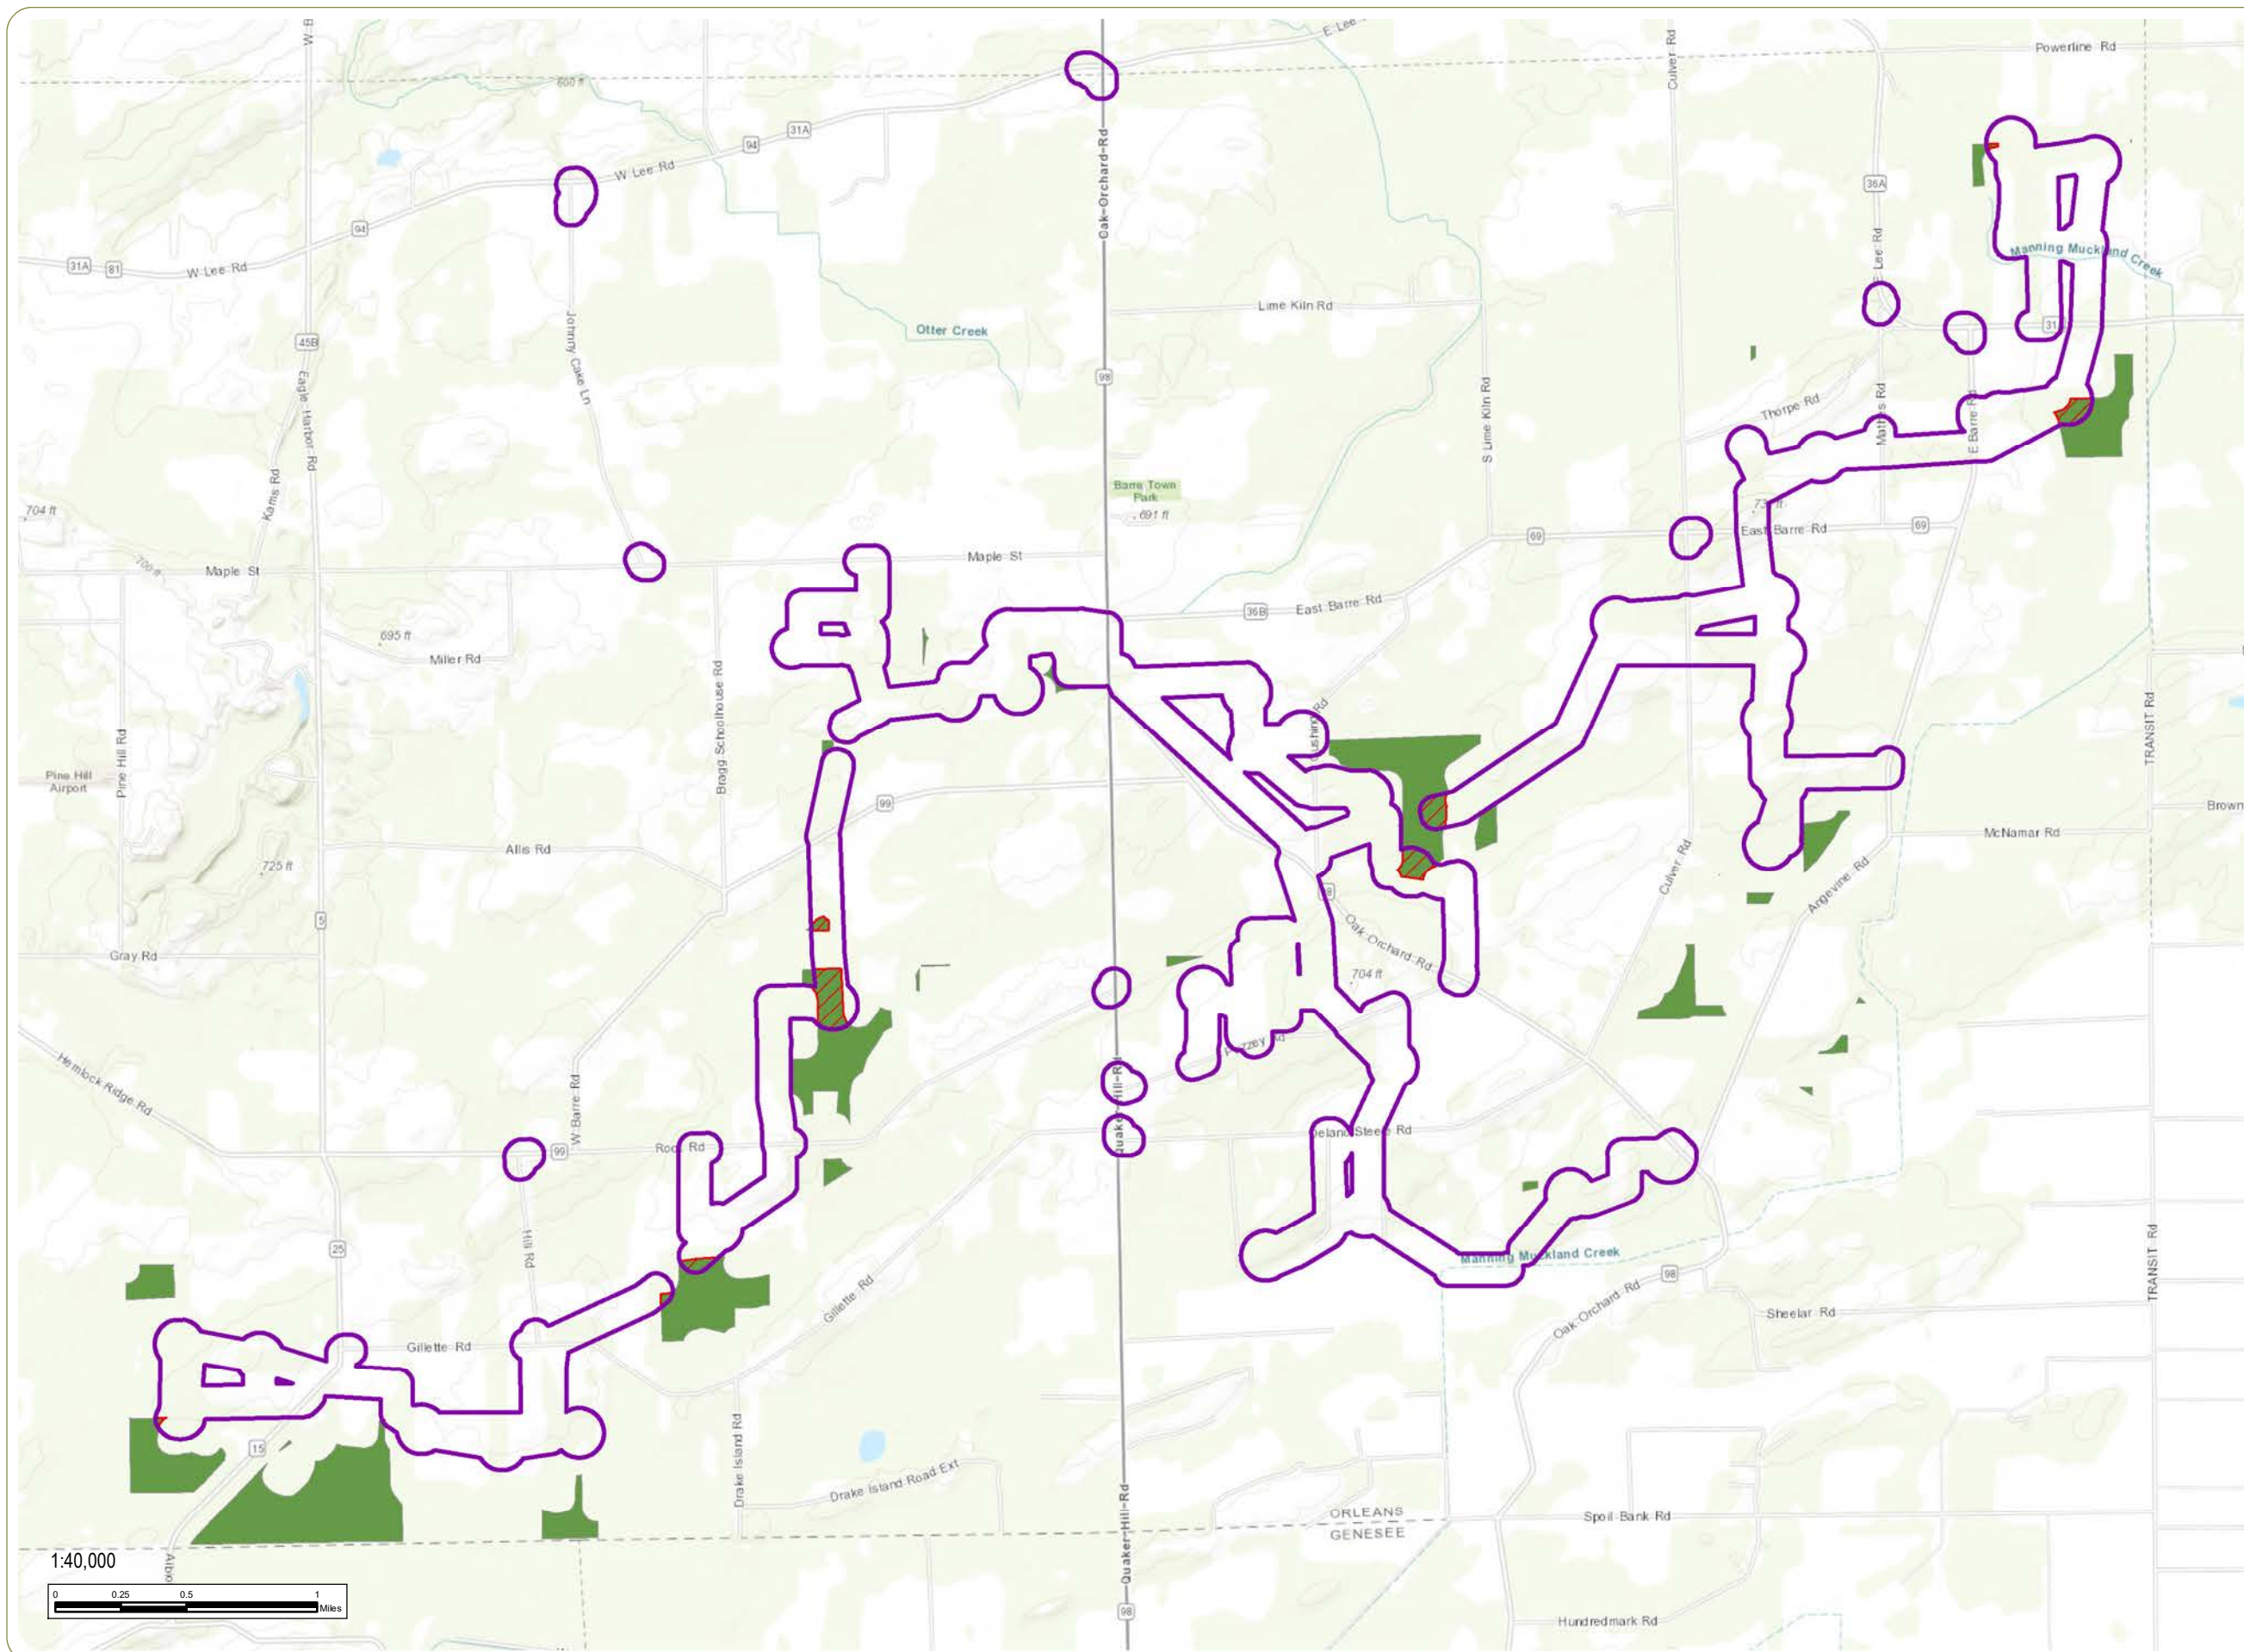 E Lee
Powerline Rd
Culver Rd
600 ft
31A
94
W Lee Rd
Oak-Orchard-Rd
36A
94
31A
81
W Lee Rd
E Lee Rd
Manning Muckland Creek
Lime Kiln Rd
Otter Creek
31
45B
Johnny Cake Ln
98
Eagle Harbor Rd
S Lime Kiln Rd
Thorpe Rd
E Barre Rd
Kams Rd
Barre Town
Park
691 ft
704 ft
East Barre Rd
69
69
700 ft
Maple St
Maple St
36B
East Barre Rd
695 ft
Miller Rd
Bragg Schoolhouse Rd
TRANSIT Rd
Pine Hill Rd
Pine Hill
Airport
99
Brown
McNamar Rd
Allis Rd
725 ft
Culver Rd
Angevine Rd
5
Oak Orchard Rd
Gray Rd
704 ft
Hemlock Ridge Rd
W Barre Rd
Quaker-Hill-Rd
99
Root Rd
Deland Steele Rd
Hill Rd
25
Manning Muckland Creek
TRANSIT Rd
98
Gillette Rd
Oak Orchard Rd
Sheelar Rd
Gillette Rd
15
Drake Island Rd
Drake Island Road Ext
Quaker-Hill-Rd
ORLEANS
GENESEE
Spoil Bank Rd
1:40,000
Albio
0 0.25 0.5 1
Miles
98
Hundredmark Rd